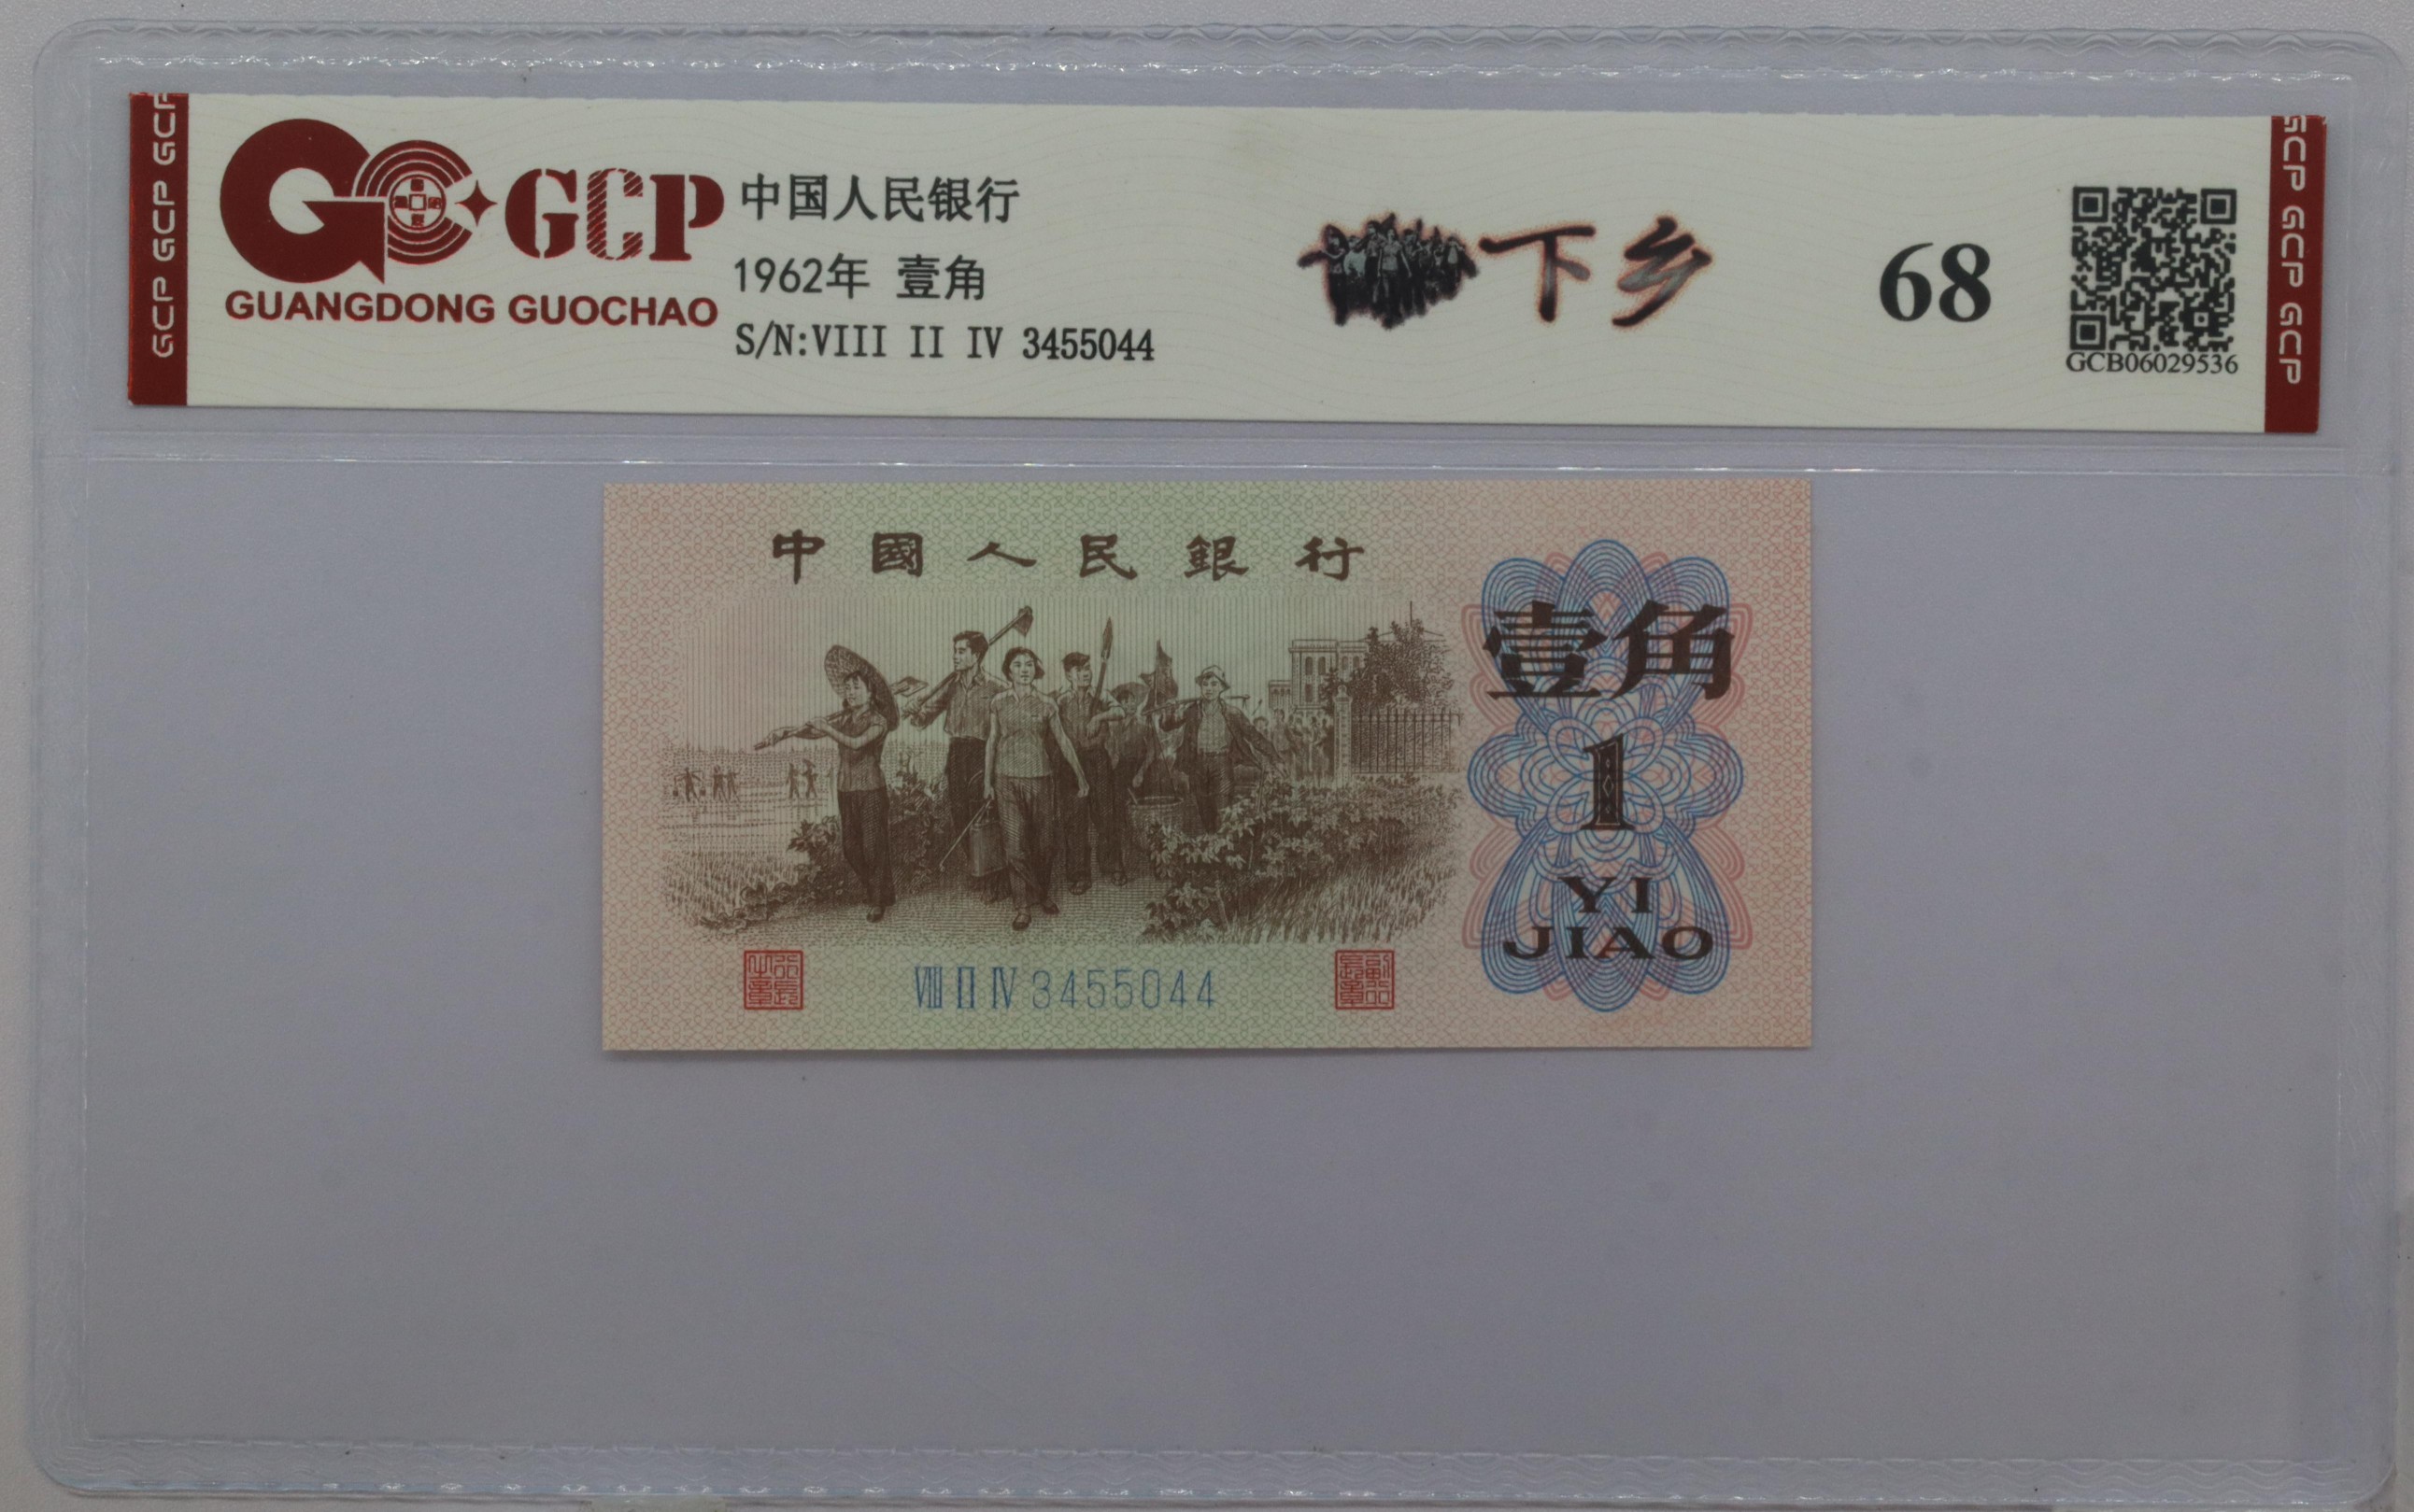 GCP GCP GCP
GCP
GUANGDONG GUOCHAO
中国人民银行
1962年 壹角
S/N:VIII II IV 3455044
下乡
68
GCB06029536
GCP GCP GCP
中國人民銀行
壹角
1
YI
JIAO
VIII II IV 3455044